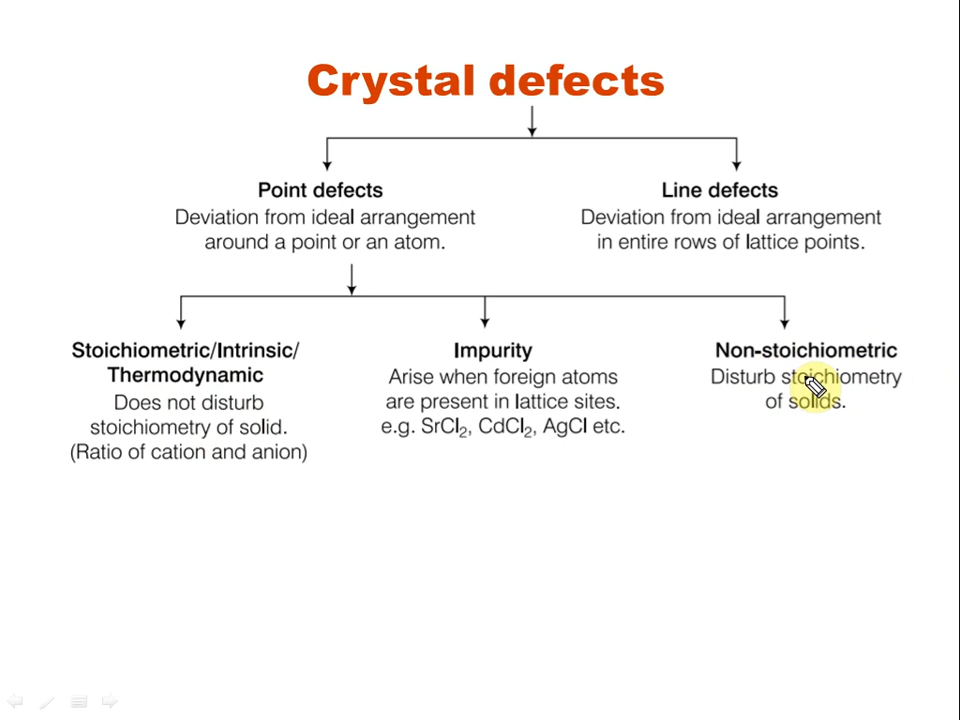 Crystal defects
Point defects
Deviation from ideal arrangement
around a point or an atom.
Line defects
Deviation from ideal arrangement
in entire rows of lattice points.
Stoichiometric/Intrinsic/
Thermodynamic
Does not disturb
stoichiometry of solid.
(Ratio of cation and anion)
Impurity
Arise when foreign atoms
are present in lattice sites.
e.g. SrCl₂, CdCl₂, AgCl etc.
Non-stoichiometric
Disturb stoichiometry
of solids.